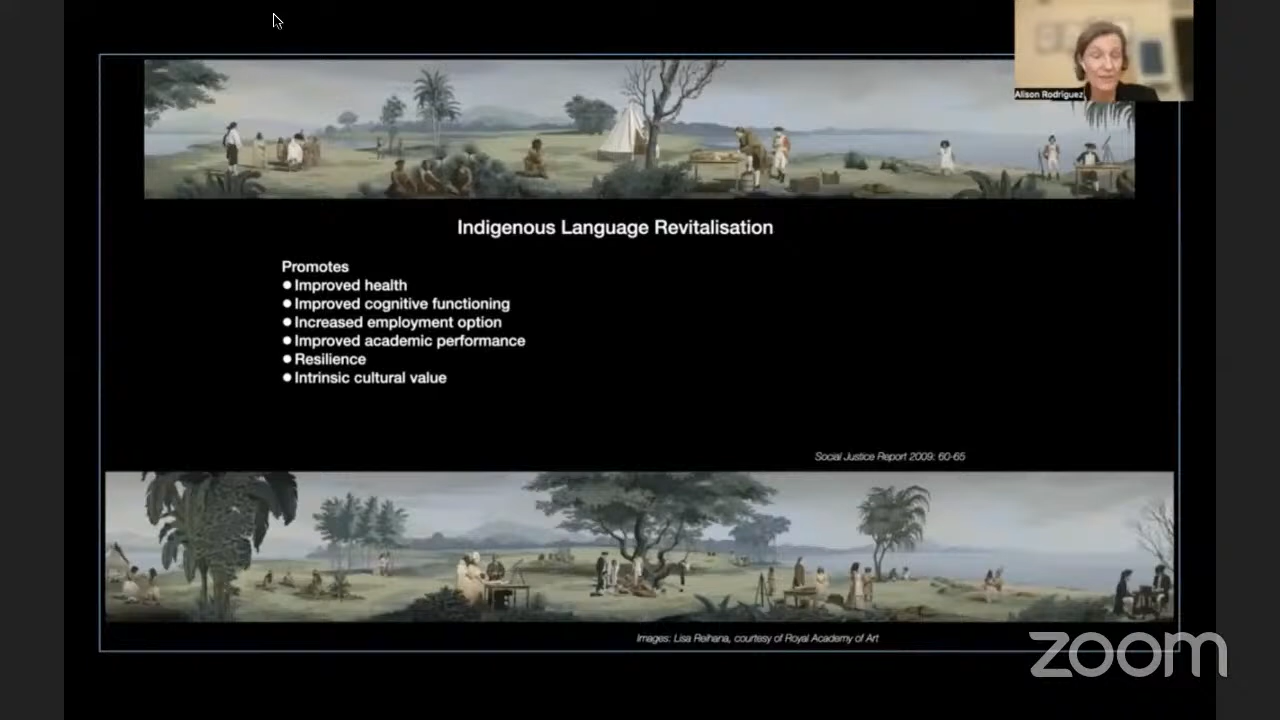 Alison Rodriguez
Indigenous Language Revitalisation
Promotes
● Improved health
● Improved cognitive functioning
● Increased employment option
● Improved academic performance
● Resilience
● Intrinsic cultural value
Social Justice Report 2009: 60-65
Images: Lisa Reihana, courtesy of Royal Academy of Art
zoom